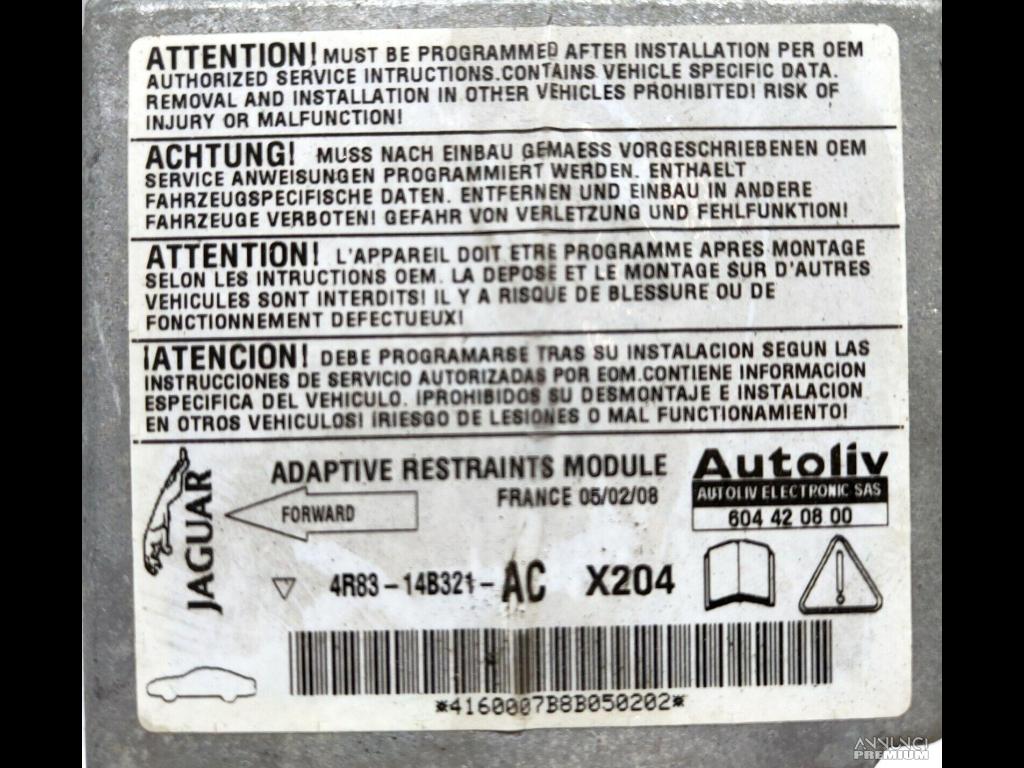 ATTENTION! MUST BE PROGRAMMED AFTER INSTALLATION PER OEM
AUTHORIZED SERVICE INTRUCTIONS.CONTAINS VEHICLE SPECIFIC DATA.
REMOVAL AND INSTALLATION IN OTHER VEHICLES PROHIBITED! RISK OF
INJURY OR MALFUNCTION!
ACHTUNG! MUSS NACH EINBAU GEMAESS VORGESCHRIEBENEN OEM
SERVICE ANWEISUNGEN PROGRAMMIERT WERDEN. ENTHAELT
FAHRZEUGSPECIFISCHE DATEN. ENTFERNEN UND EINBAU IN ANDERE
FAHRZEUGE VERBOTEN! GEFAHR VON VERLETZUNG UND FEHLFUNKTION!
ATTENTION! L'APPAREIL DOIT ETRE PROGRAMME APRES MONTAGE
SELON LES INTRUCTIONS OEM. LA DEPOSE ET LE MONTAGE SUR D'AUTRES
VEHICULES SONT INTERDITS! IL Y A RISQUE DE BLESSURE OU DE
FONCTIONNEMENT DEFECTUEUX!
¡ATENCION! DEBE PROGRAMARSE TRAS SU INSTALACION SEGUN LAS
INSTRUCCIONES DE SERVICIO AUTORIZADAS POR EOM.CONTIENE INFORMACION
ESPECIFICA DEL VEHICULO. ¡PROHIBIDOS SU DESMONTAJE E INSTALACION
EN OTROS VEHICULOS! ¡RIESGO DE LESIONES O MAL FUNCTIONAMIENTO!
JAGUAR
ADAPTIVE RESTRAINTS MODULE
FRANCE 05/02/08
FORWARD
Autoliv
AUTOLIV ELECTRONIC SAS
604 42 08 00
4R83-14B321-AC X204
*4160007B8B050202*
ANNUNCI
PREMIUM